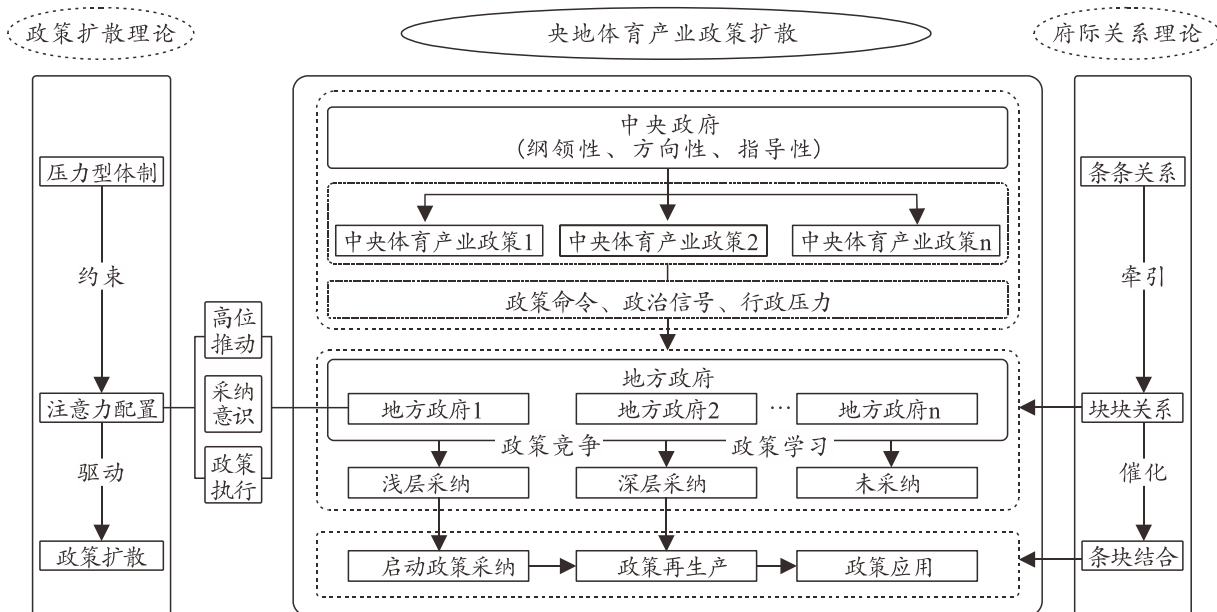 政策扩散理论
央地体育产业政策扩散
府际关系理论
压力型体制
约束
注意力配置
驱动
政策扩散
高位
推动
采纳
意识
政策
执行
中央政府
(纲领性、方向性、指导性)
中央体育产业政策1
中央体育产业政策2
中央体育产业政策n
政策命令、政治信号、行政压力
地方政府
地方政府1
地方政府2
…
地方政府n
政策竞争
政策学习
浅层采纳
深层采纳
未采纳
启动政策采纳
政策再生产
政策应用
条条关系
牵引
块块关系
催化
条块结合